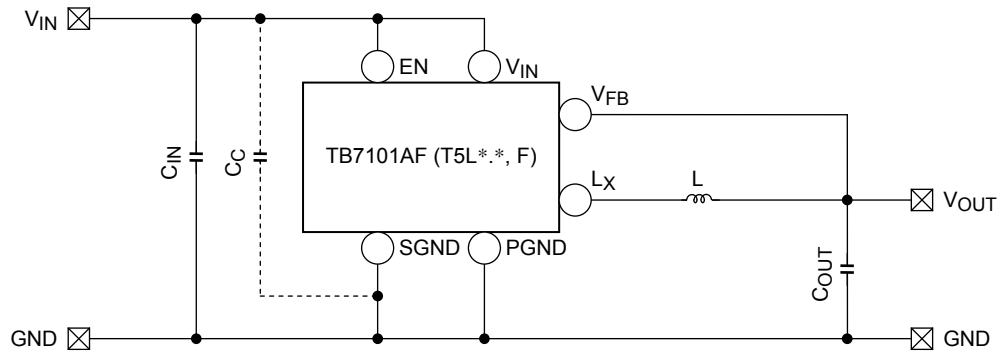 VIN
EN
VIN
VFB
TB7101AF (T5L*.*, F)
CIN
CC
LX
L
VOUT
SGND
PGND
COUT
GND
GND